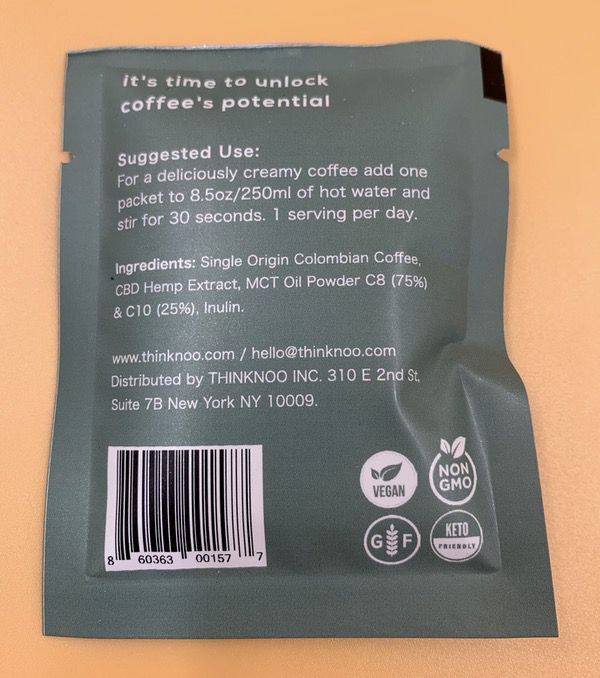 it's time to unlock
coffee's potential
Suggested Use:
For a deliciously creamy coffee add one
packet to 8.5oz/250ml of hot water and
stir for 30 seconds. 1 serving per day.
Ingredients: Single Origin Colombian Coffee,
CBD Hemp Extract, MCT Oil Powder C8 (75%)
& C10 (25%), Inulin.
www.thinknoo.com / hello@thinknoo.com
Distributed by THINKNOO INC. 310 E 2nd St,
Suite 7B New York NY 10009.
VEGAN
NON
GMO
G F
KETO
FRIENDLY
8 60363 00157 7